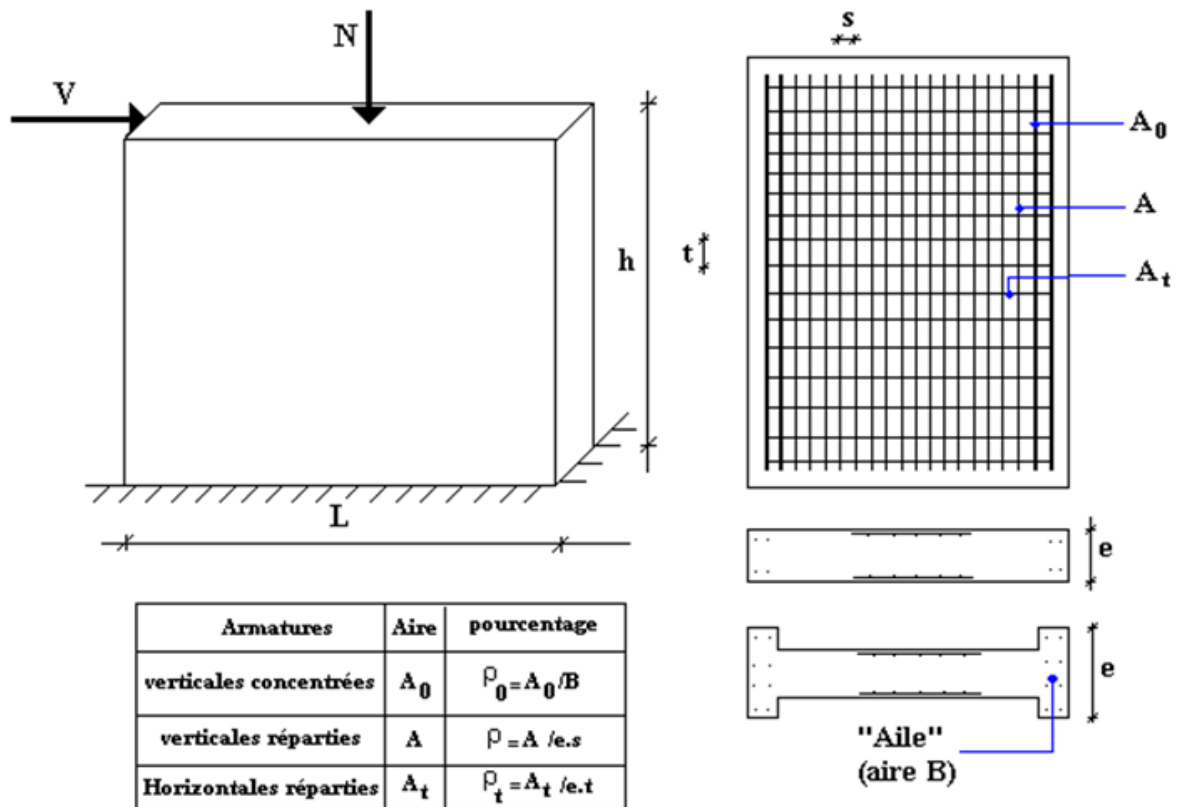 V
N
h
L
s
t
A₀
A
Aₜ
e
e
"Aile"
(aire B)
Armatures Aire pourcentage
verticales concentrées A₀ ρ₀=A₀/B
verticales réparties A ρ =A /e.s
Horizontales réparties Aₜ ρₜ=Aₜ/e.t